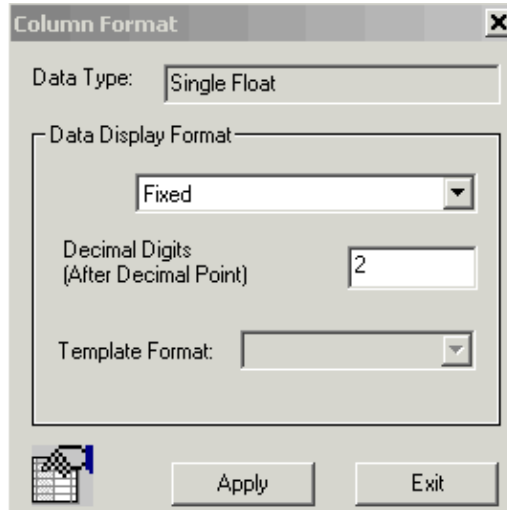 Column Format
Data Type: Single Float
Data Display Format
Fixed
Decimal Digits
(After Decimal Point) 2
Template Format:
Apply Exit